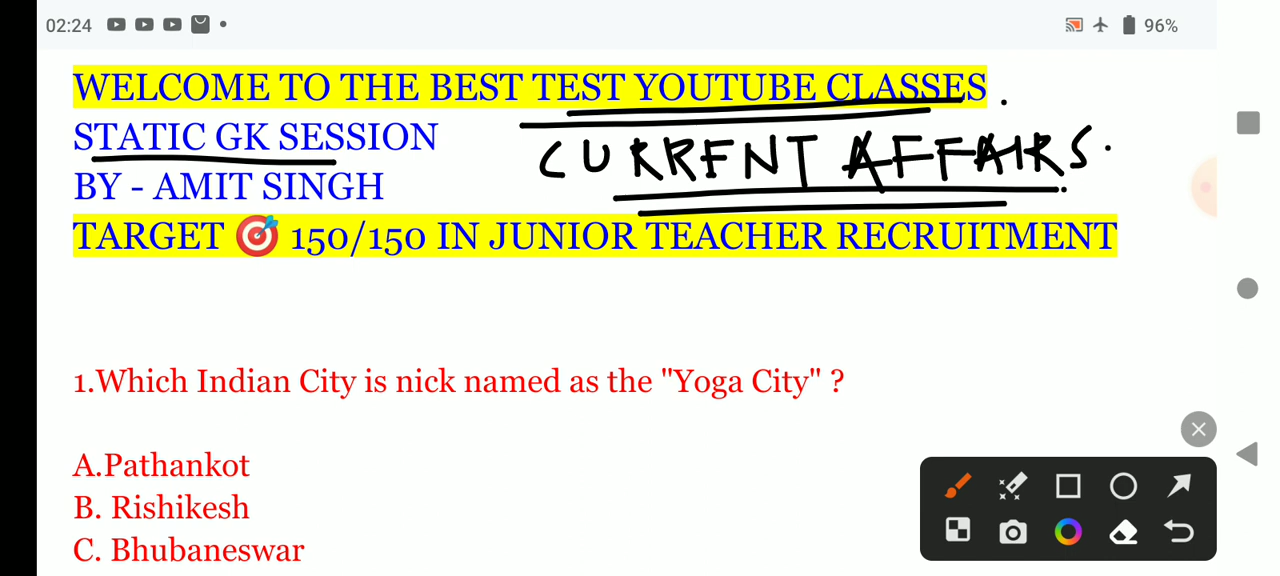 02:24 96%
WELCOME TO THE BEST TEST YOUTUBE CLASSES
STATIC GK SESSION
CURRENT AFFAIRS.
BY - AMIT SINGH
TARGET 🎯 150/150 IN JUNIOR TEACHER RECRUITMENT
1.Which Indian City is nick named as the "Yoga City" ?
A.Pathankot
B. Rishikesh
C. Bhubaneswar